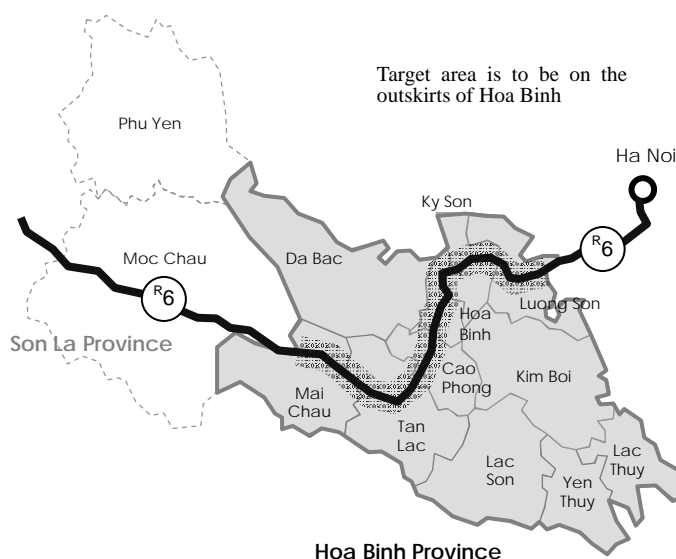 Target area is to be on the
outskirts of Hoa Binh
Phu Yen
Ha Noi
Ky Son
R6
Moc Chau
Da Bac
R6
Luong Son
Hoa
Binh
Son La Province
Cao
Phong
Kim Boi
Mai
Chau
Tan
Lac
Lac
Thuy
Lac
Son
Yen
Thuy
Hoa Binh Province